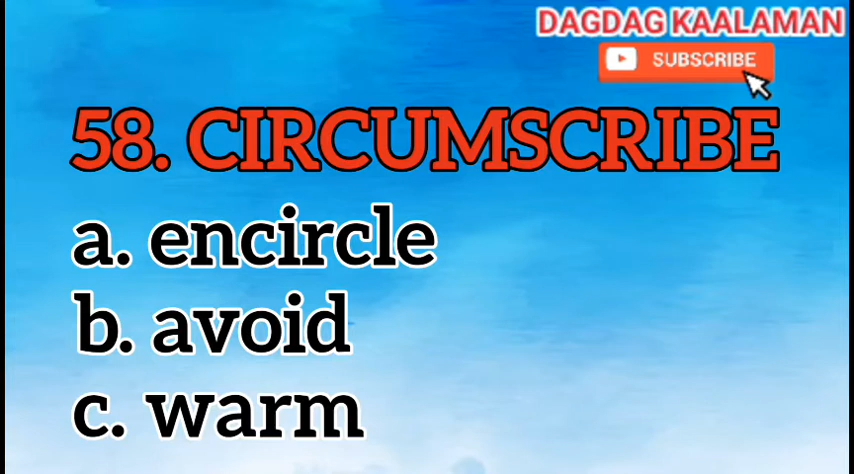 DAGDAG KAALAMAN
SUBSCRIBE
58. CIRCUMSCRIBE
a. encircle
b. avoid
c. warm